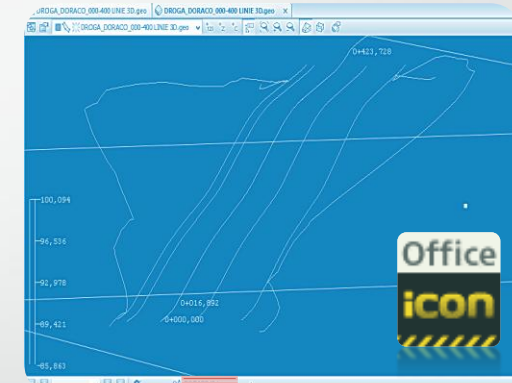 DROGA_DORACO_000-400 LINIE 3D.geo
DROGA_DORACO_000-400 LINIE 3D.geo x
DROGA_DORACO_000-400 LINIE 3D.geo
0+423,728
100,094
96,536
92,978
0+016,892
0+000,000
89,421
85,863
Office
icon